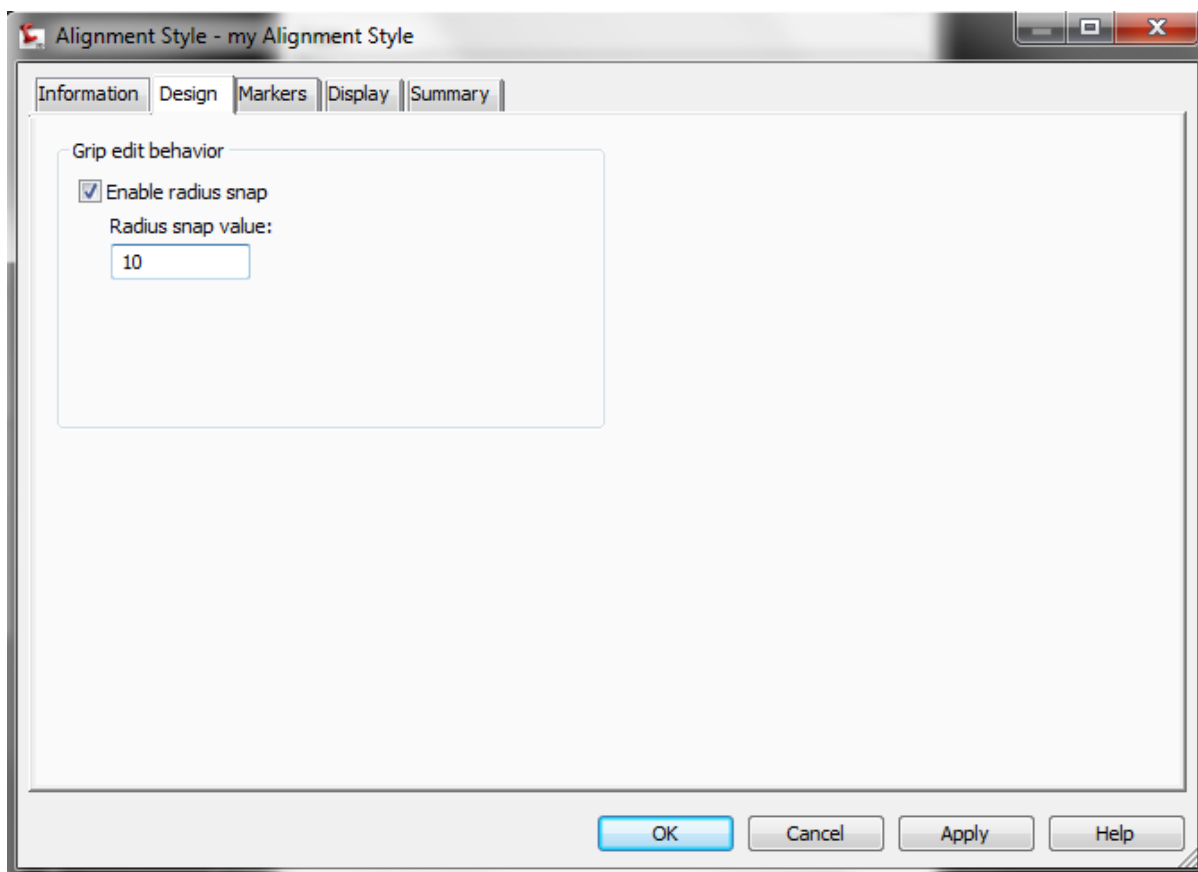 Alignment Style - my Alignment Style
Information Design Markers Display Summary
Grip edit behavior
Enable radius snap
Radius snap value:
10
OK Cancel Apply Help